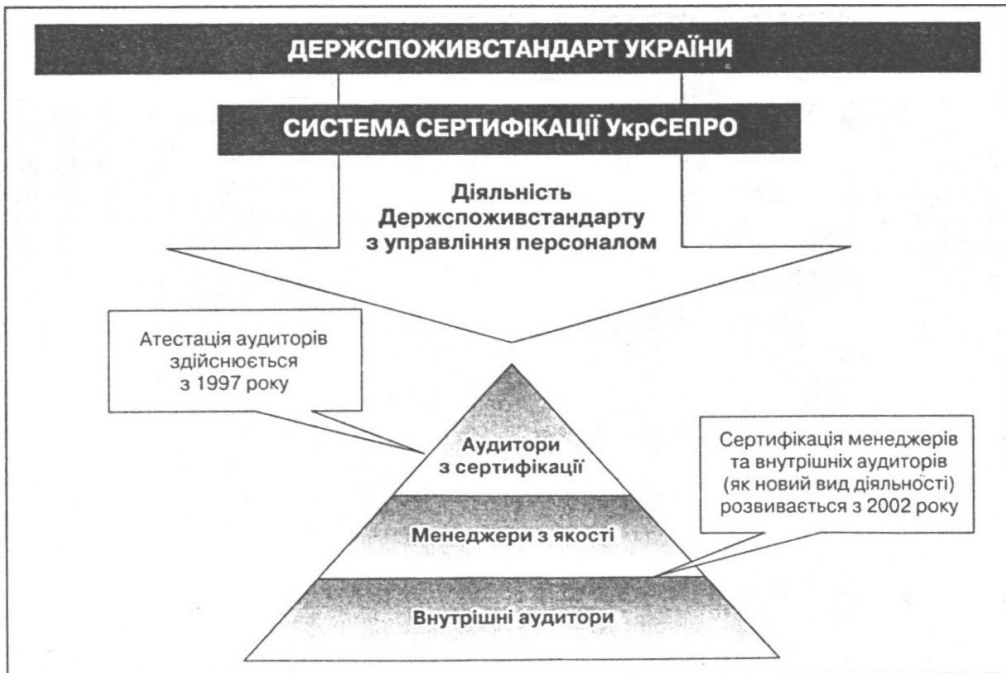 ДЕРЖСПОЖИВСТАНДАРТ УКРАЇНИ
СИСТЕМА СЕРТИФІКАЦІЇ УкрСЕПРО
Діяльність
Держспоживстандарту
з управління персоналом
Атестація аудиторів
здійснюється
з 1997 року
Аудитори
з сертифікації
Сертифікація менеджерів
та внутрішніх аудиторів
(як новий вид діяльності)
розвивається з 2002 року
Менеджери з якості
Внутрішні аудитори